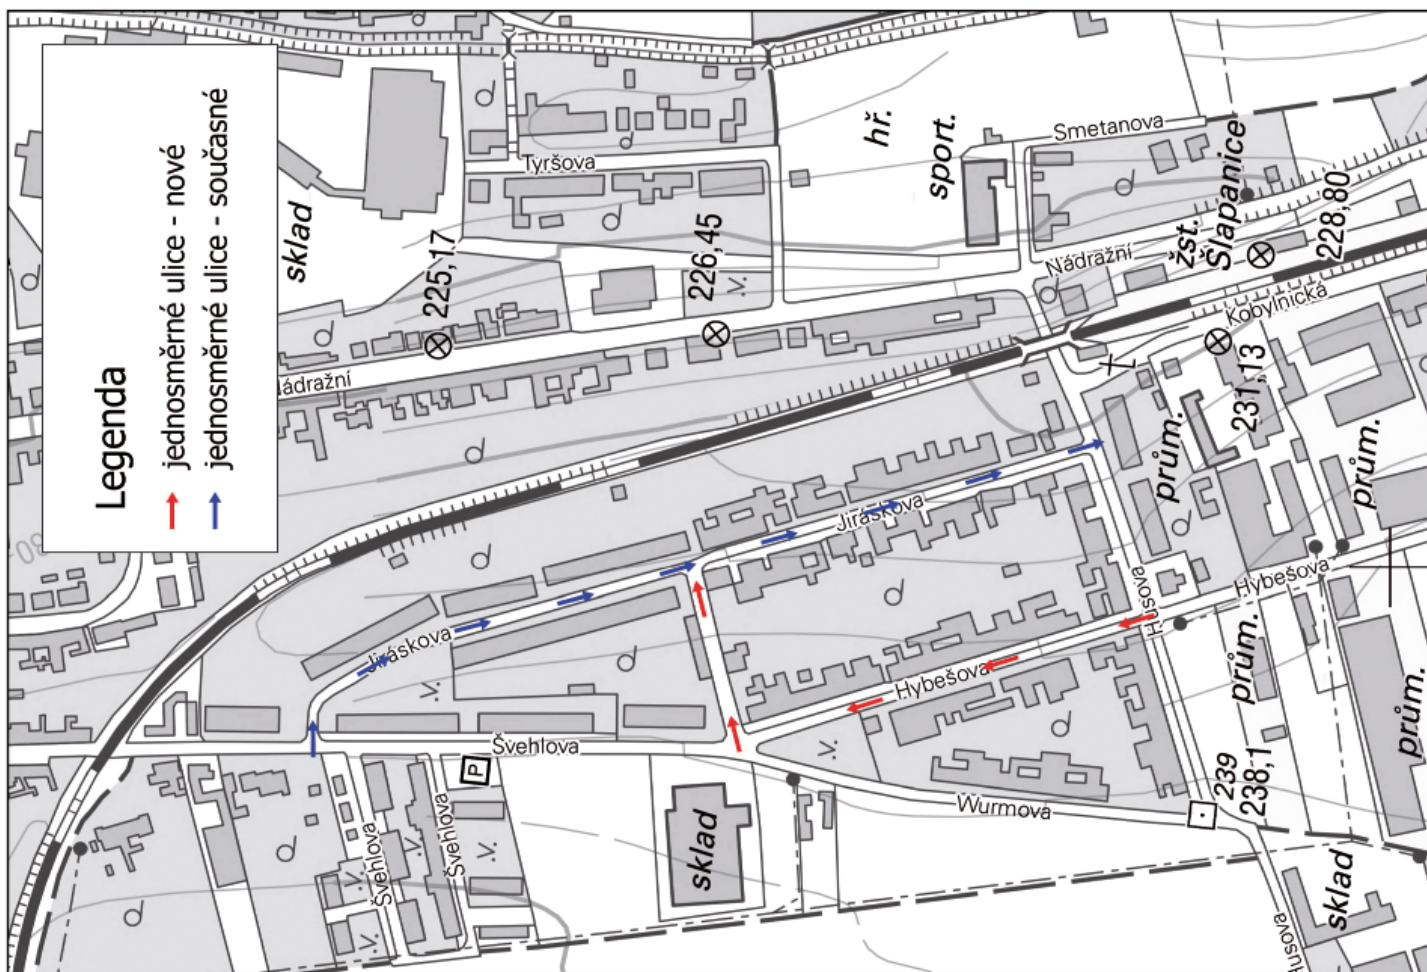 Legenda
jednosměrné ulice - nové
jednosměrné ulice - současné
sklad
225,17
Tyršova
226,45
.V.
hř.
sport.
Smetanova
Nádražní
žst.
Šlapanice
228,80
Kobylnická
231,13
Nádražní
prům.
prům.
Jiráskova
Jiráskova
.V.
Husova
Hybešova
Hybešova
prům.
prům.
Švehlova
P
.V.
Wurmova
239
238,1
Švehlova
Švehlova
.V.
.V.
.V.
.V.
sklad
sklad
Husova